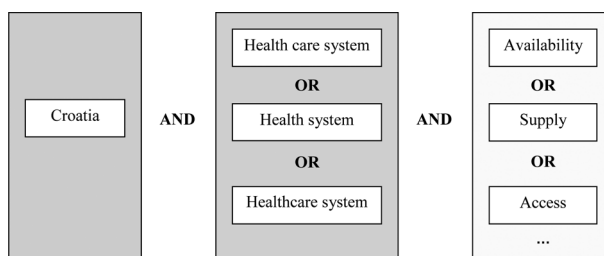 Health care system
Availability
OR
OR
Croatia
AND
Health system
AND
Supply
OR
OR
Healthcare system
Access
...